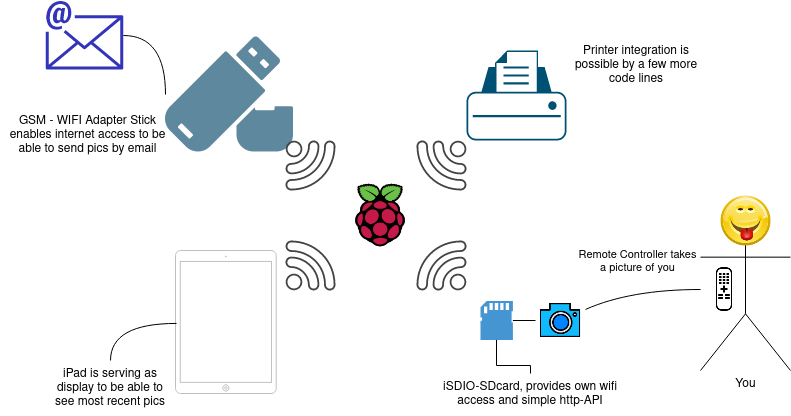 @
GSM - WIFI Adapter Stick
enables internet access to be
able to send pics by email
Printer integration is
possible by a few more
code lines
Remote Controller takes
a picture of you
iPad is serving as
display to be able to
see most recent pics
iSDIO-SDcard, provides own wifi
access and simple http-API
You